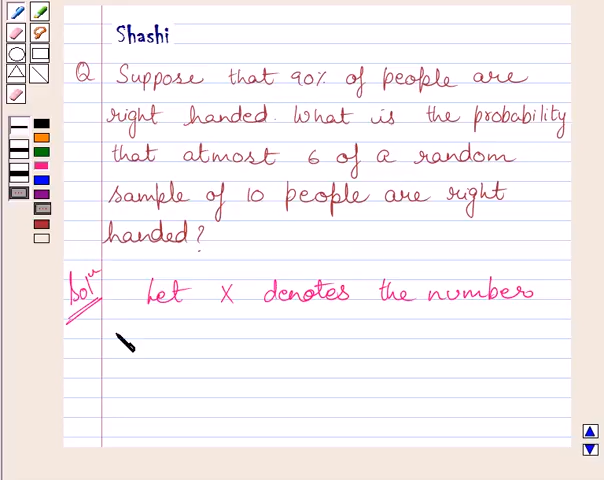 Shashi
Q Suppose that 90% of people are
right handed. What is the probability
that atmost 6 of a random
sample of 10 people are right
handed?
Solⁿ Let X denotes the number